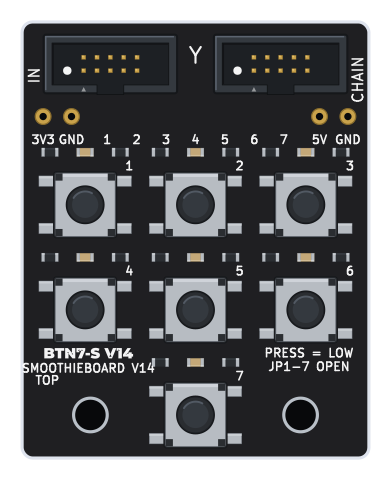 Y
IN
CHAIN
3V3 GND 1 2 3 4 5 6 7 5V GND
1 2 3
4 5 6
BTN7-S V14
SMOOTHIEBOARD V14
TOP
PRESS = LOW
JP1-7 OPEN
7